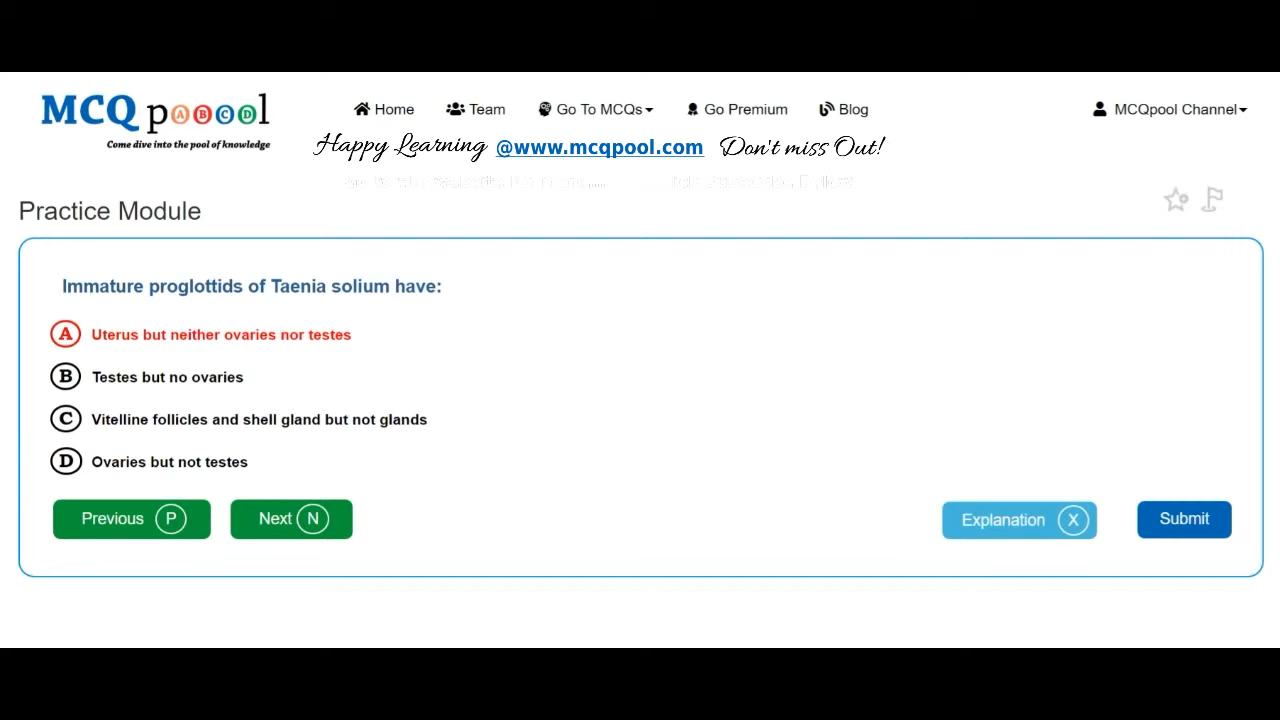 MCQ pooool
Come dive into the pool of knowledge
Home Team Go To MCQs Go Premium Blog MCQpool Channel
Happy Learning @www.mcqpool.com Don't miss Out!
Practice Module
Immature proglottids of Taenia solium have:
A Uterus but neither ovaries nor testes
B Testes but no ovaries
C Vitelline follicles and shell gland but not glands
D Ovaries but not testes
Previous P Next N Explanation X Submit